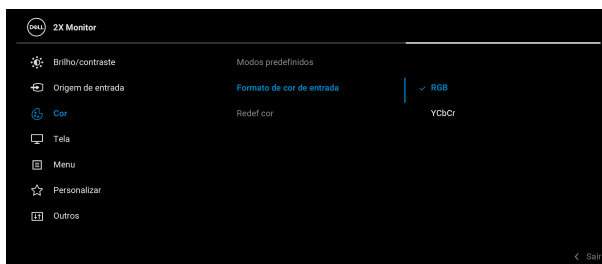 DELL 2X Monitor
Brilho/contraste Modos predefinidos
Origem de entrada Formato de cor de entrada ✓ RGB
Cor Redef cor YCbCr
Tela
Menu
Personalizar
Outros
< Sair